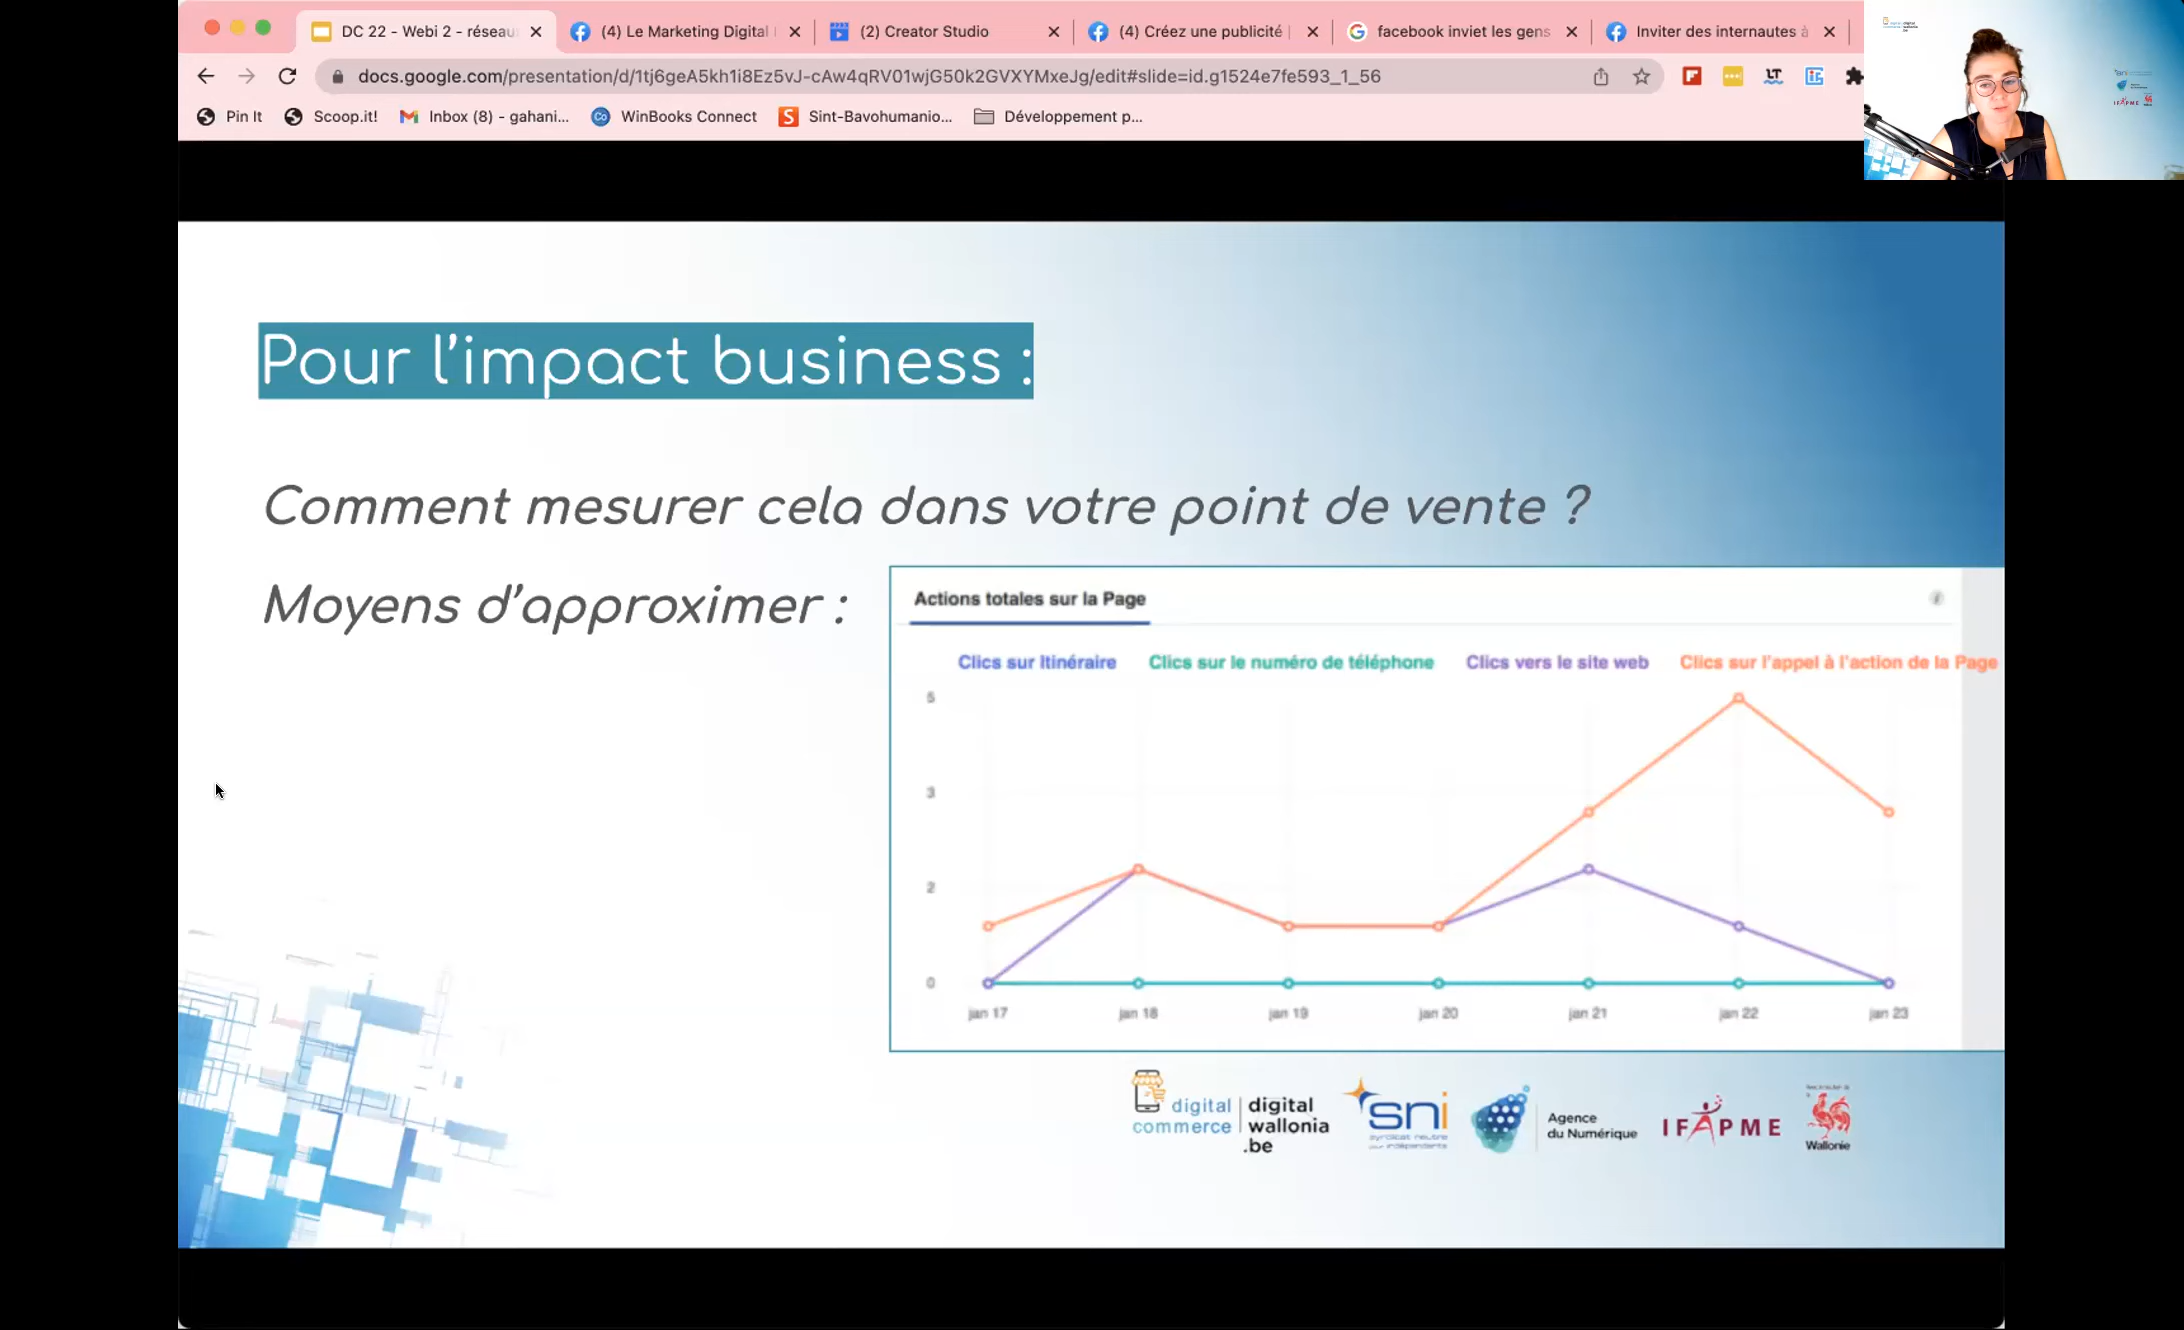 DC 22 - Webi 2 - réseau
(4) Le Marketing Digital
(2) Creator Studio
(4) Créez une publicité |
facebook inviet les gens
Inviter des internautes à
docs.google.com/presentation/d/1tj6geA5kh1i8Ez5vJ-cAw4qRV01wjG50k2GVXYMxeJg/edit#slide=id.g1524e7fe593_1_56
Pin It
Scoop.it!
Inbox (8) - gahani...
WinBooks Connect
Sint-Bavohumanio...
Développement p...
Pour l'impact business :
Comment mesurer cela dans votre point de vente ?
Moyens d'approximer :
Actions totales sur la Page
Clics sur Itinéraire
Clics sur le numéro de téléphone
Clics vers le site web
Clics sur l'appel à l'action de la Page
5
3
2
0
jan 17
jan 18
jan 19
jan 20
jan 21
jan 22
jan 23
digital
commerce
digital
wallonia
.be
sni
syndicat neutre
pour indépendants
Agence
du Numérique
IFAPME
Wallonie